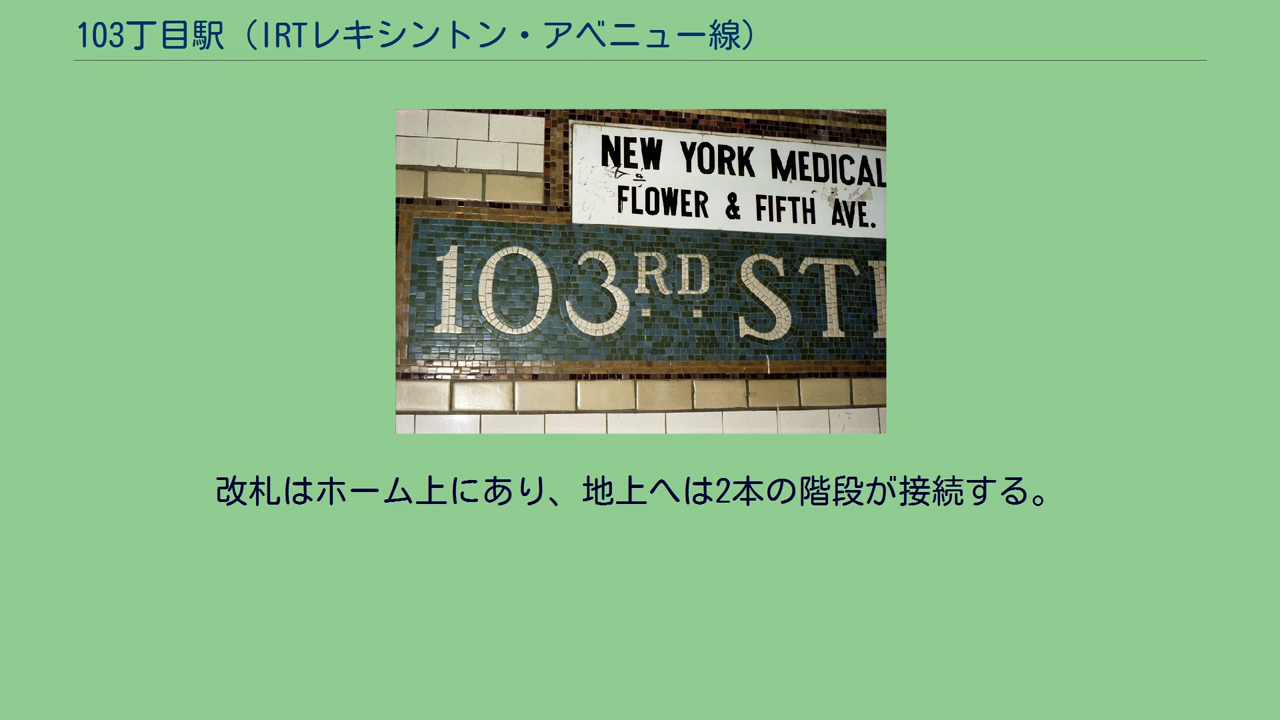 103丁目駅（IRTレキシントン・アベニュー線）
NEW YORK MEDICAL
FLOWER & FIFTH AVE.
103RD ST
改札はホーム上にあり、地上へは2本の階段が接続する。